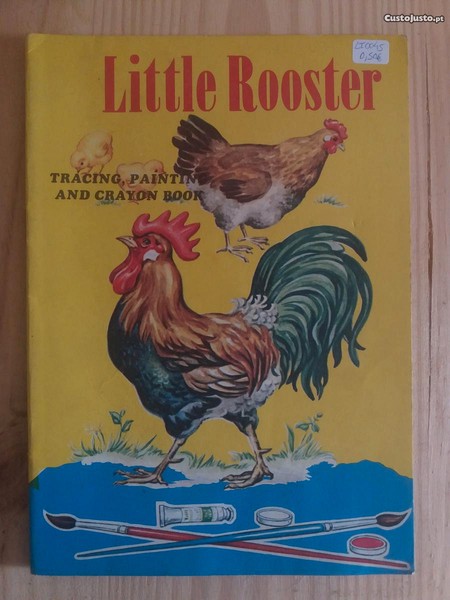 CustoJusto.pt
Little Rooster
TRACING, PAINTING
AND CRAYON BOOK